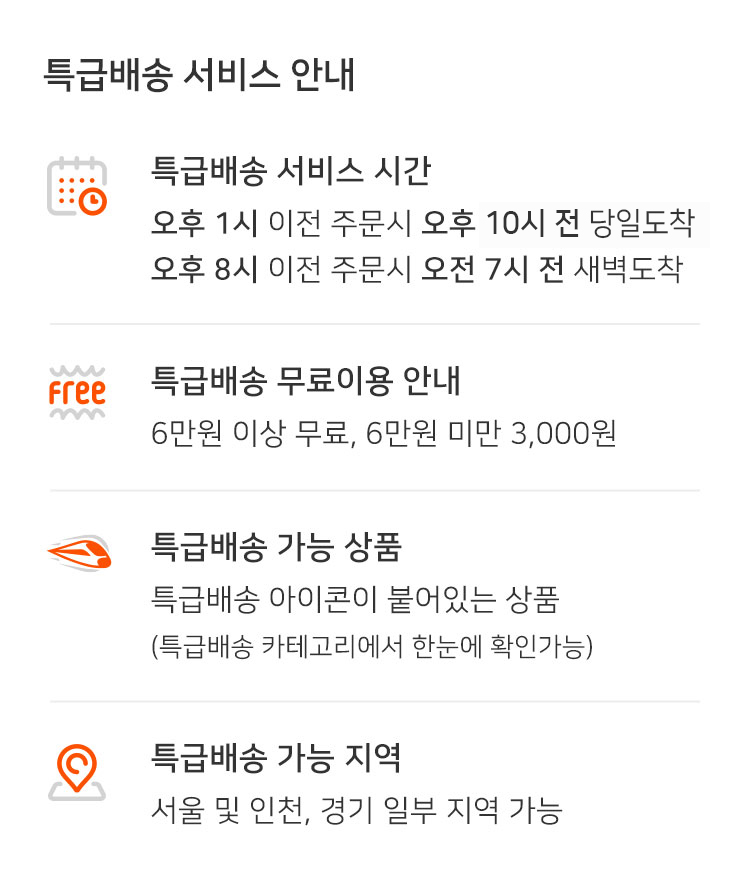 특급배송 서비스 안내
특급배송 서비스 시간
오후 1시 이전 주문시 오후 10시 전 당일도착
오후 8시 이전 주문시 오전 7시 전 새벽도착
Free
특급배송 무료이용 안내
6만원 이상 무료, 6만원 미만 3,000원
특급배송 가능 상품
특급배송 아이콘이 붙어있는 상품
(특급배송 카테고리에서 한눈에 확인가능)
특급배송 가능 지역
서울 및 인천, 경기 일부 지역 가능